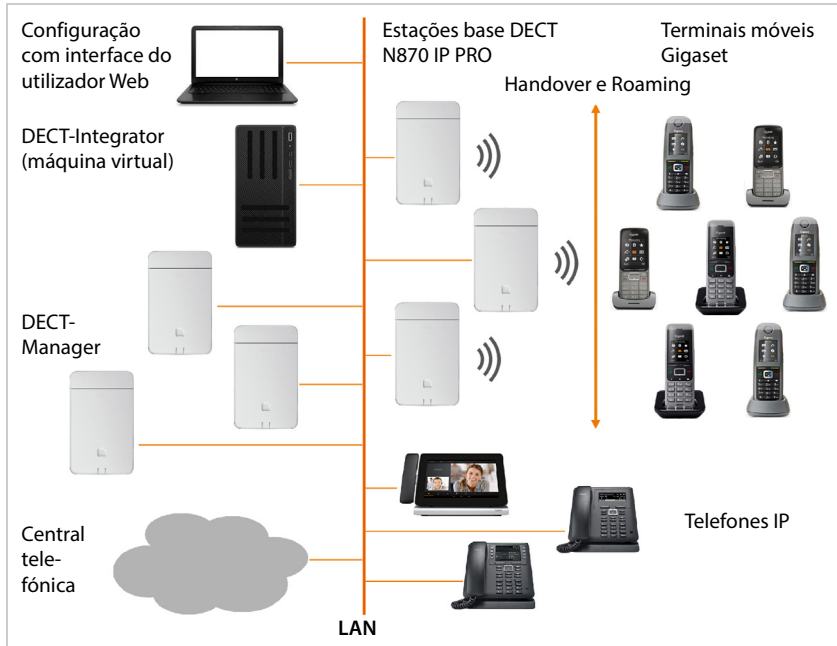 Configuração
com interface do
utilizador Web
Estações base DECT
N870 IP PRO
Terminais móveis
Gigaset
Handover e Roaming
DECT-Integrator
(máquina virtual)
DECT-
Manager
Central
tele-
fónica
Telefones IP
LAN